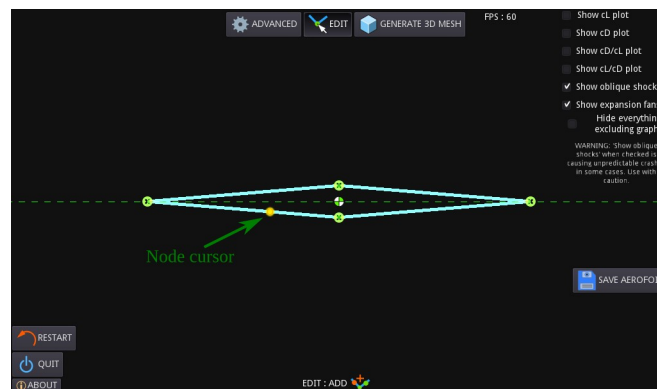 ADVANCED
EDIT
GENERATE 3D MESH
FPS : 60
Show cL plot
Show cD plot
Show cD/cL plot
Show cL/cD plot
Show oblique shock
Show expansion fan
Hide everythin
excluding graph
WARNING: 'Show oblique
shocks' when checked is
causing unpredictable crash
in some cases. Use with
caution.
Node cursor
SAVE AEROFOI
RESTART
QUIT
ABOUT
EDIT : ADD